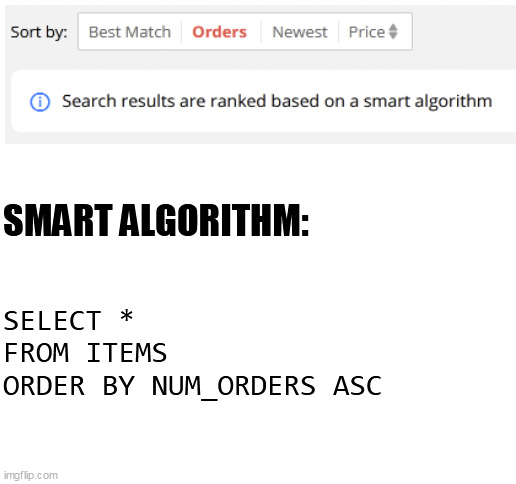 Sort by: Best Match Orders Newest Price
Search results are ranked based on a smart algorithm
SMART ALGORITHM:
SELECT *
FROM ITEMS
ORDER BY NUM_ORDERS ASC
imgflip.com